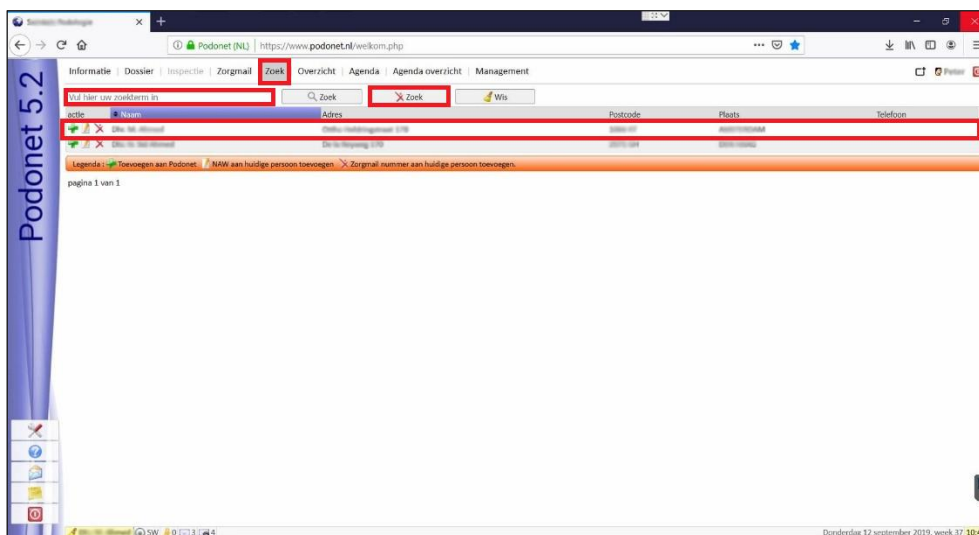 Podonet (NL) https://www.podonet.nl/welkom.php
Podonet 5.2
Informatie Dossier Inspectie Zorgmail Zoek Overzicht Agenda Agenda overzicht Management
Vul hier uw zoekterm in Zoek Zoek Wis
actie Naam Adres Postcode Plaats Telefoon
Legenda : Toevoegen aan Podonet NAW aan huidige persoon toevoegen Zorgmail nummer aan huidige persoon toevoegen.
pagina 1 van 1
SW 0 3 4 Donderdag 12 september 2019, week 37